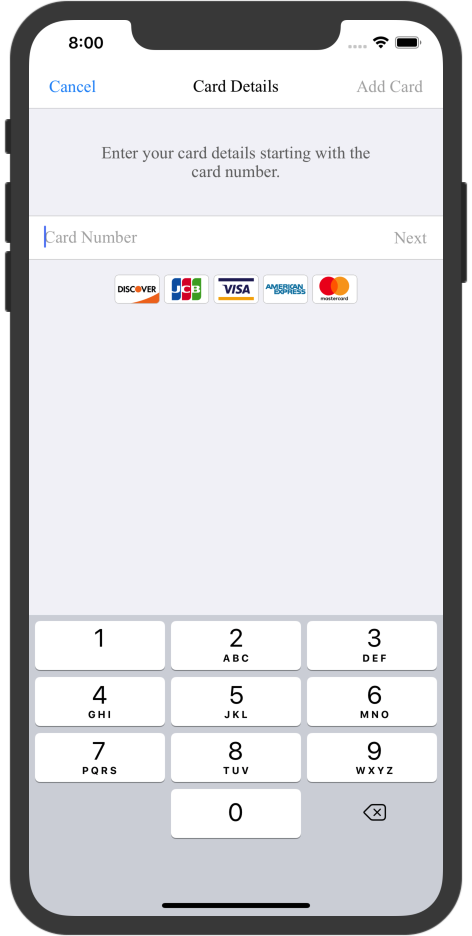 8:00
Cancel Card Details Add Card
Enter your card details starting with the
card number.
Card Number Next
DISCOVER JCB VISA AMERICAN EXPRESS mastercard
1 2 3
ABC DEF
4 5 6
GHI JKL MNO
7 8 9
PQRS TUV WXYZ
0